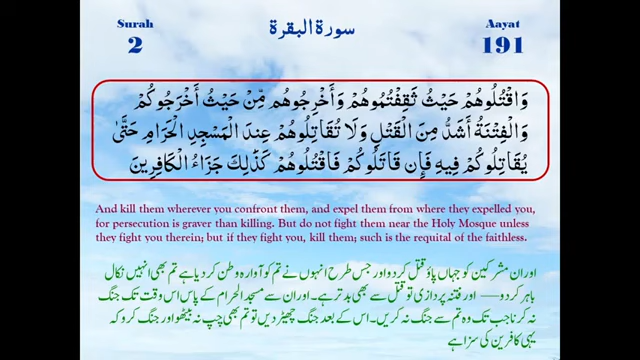 Surah
2
سورة البقرة
Aayat
191
وَاقْتُلُوهُمْ حَيْثُ ثَقِفْتُمُوهُمْ وَأَخْرِجُوهُم مِّنْ حَيْثُ أَخْرَجُوكُمْ
وَالْفِتْنَةُ أَشَدُّ مِنَ الْقَتْلِ وَلَا تُقَاتِلُوهُمْ عِندَ الْمَسْجِدِ الْحَرَامِ حَتَّىٰ
يُقَاتِلُوكُمْ فِيهِ فَإِن قَاتَلُوكُمْ فَاقْتُلُوهُمْ كَذَٰلِكَ جَزَاءُ الْكَافِرِينَ
And kill them wherever you confront them, and expel them from where they expelled you,
for persecution is graver than killing. But do not fight them near the Holy Mosque unless
they fight you therein; but if they fight you, kill them; such is the requital of the faithless.
اور ان مشرکین کو جہاں پاؤ قتل کردو اور جس طرح انہوں نے تم کو آوارہ وطن کردیا ہے تم بھی انہیں نکال
باہر کردو —— اور فتنہ پردازی تو قتل سے بھی بدتر ہے۔ اور ان سے مسجد الحرام کے پاس اس وقت تک جنگ
نہ کرنا جب تک وہ تم سے جنگ نہ کریں۔ اس کے بعد جنگ چھیڑ دیں تو تم بھی چپ نہ بیٹھو اور جنگ کرو کہ
یہی کافرین کی سزا ہے